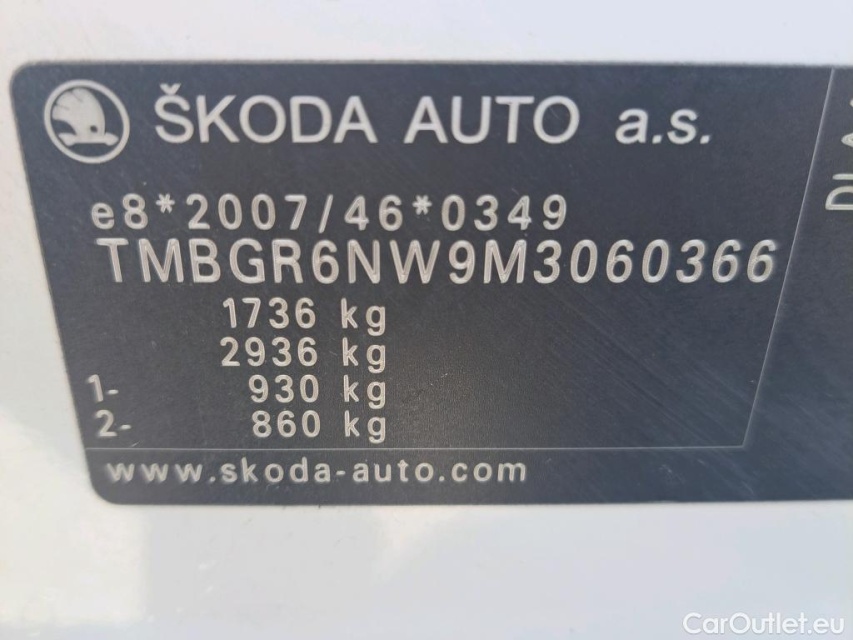 ŠKODA AUTO a.s.
e8*2007/46*0349
TMBGR6NW9M3060366
1736 kg
2936 kg
1- 930 kg
2- 860 kg
www.skoda-auto.com
CarOutlet.eu